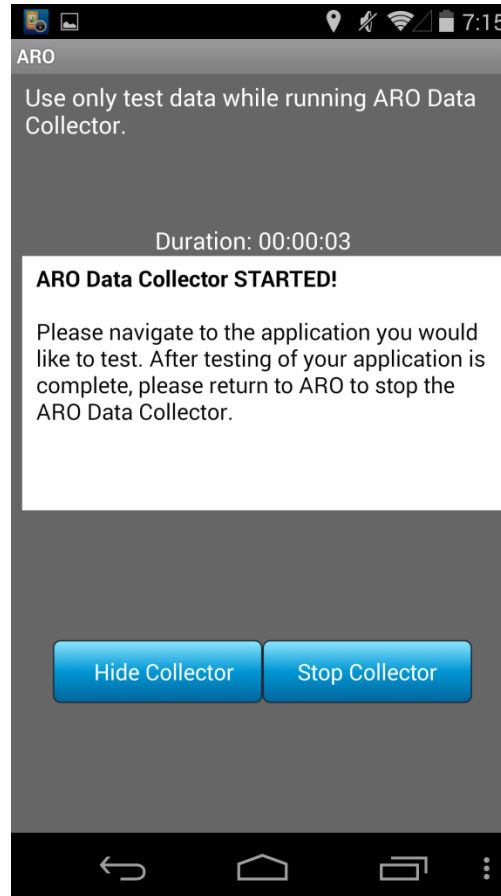 7:15
ARO
Use only test data while running ARO Data
Collector.
Duration: 00:00:03
ARO Data Collector STARTED!
Please navigate to the application you would
like to test. After testing of your application is
complete, please return to ARO to stop the
ARO Data Collector.
Hide Collector
Stop Collector